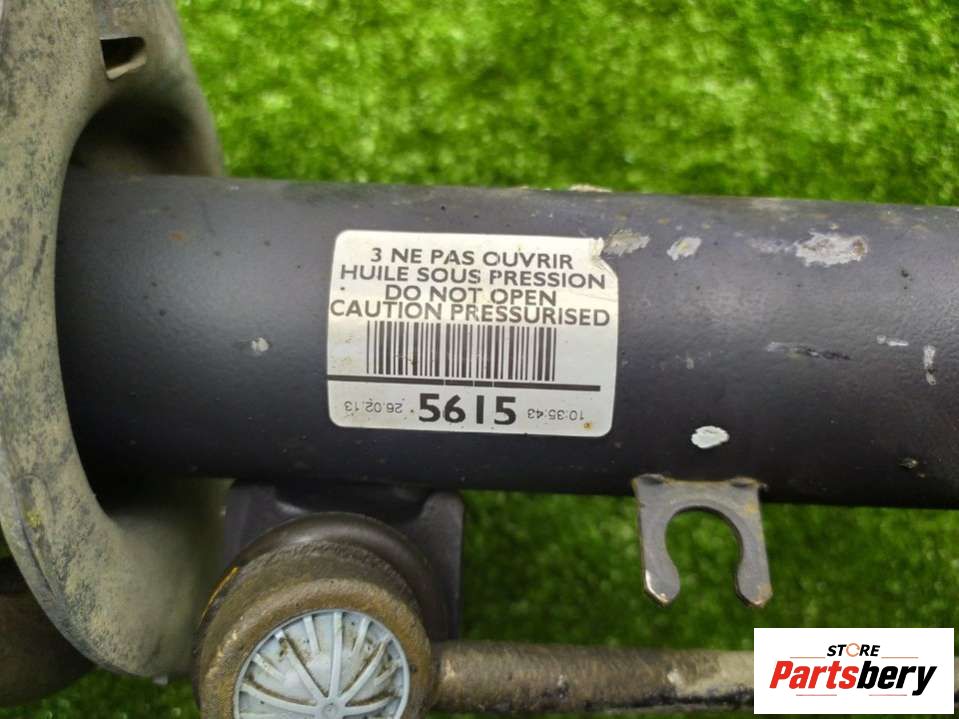 3 NE PAS OUVRIR
HUILE SOUS PRESSION
DO NOT OPEN
CAUTION PRESSURISED
26.02.13 5615 10:35:43
STORE
Partsbery